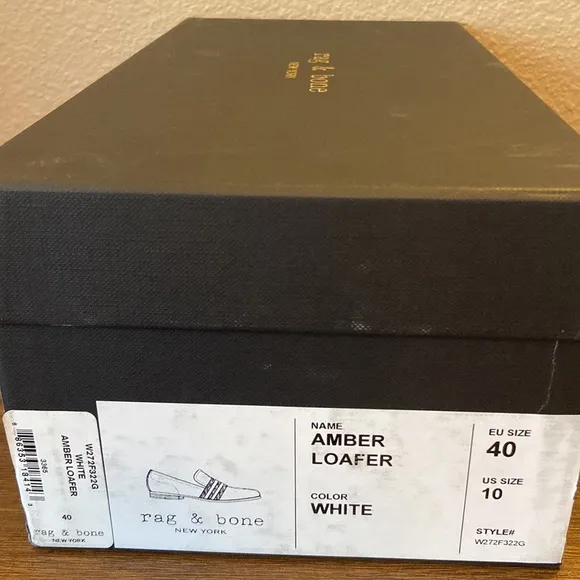 rag & bone
NEW YORK
W272F322G
WHITE
AMBER LOAFER
3365
40
rag & bone
NEW YORK
rag & bone
NEW YORK
NAME
AMBER
LOAFER
COLOR
WHITE
EU SIZE
40
US SIZE
10
STYLE#
W272F322G